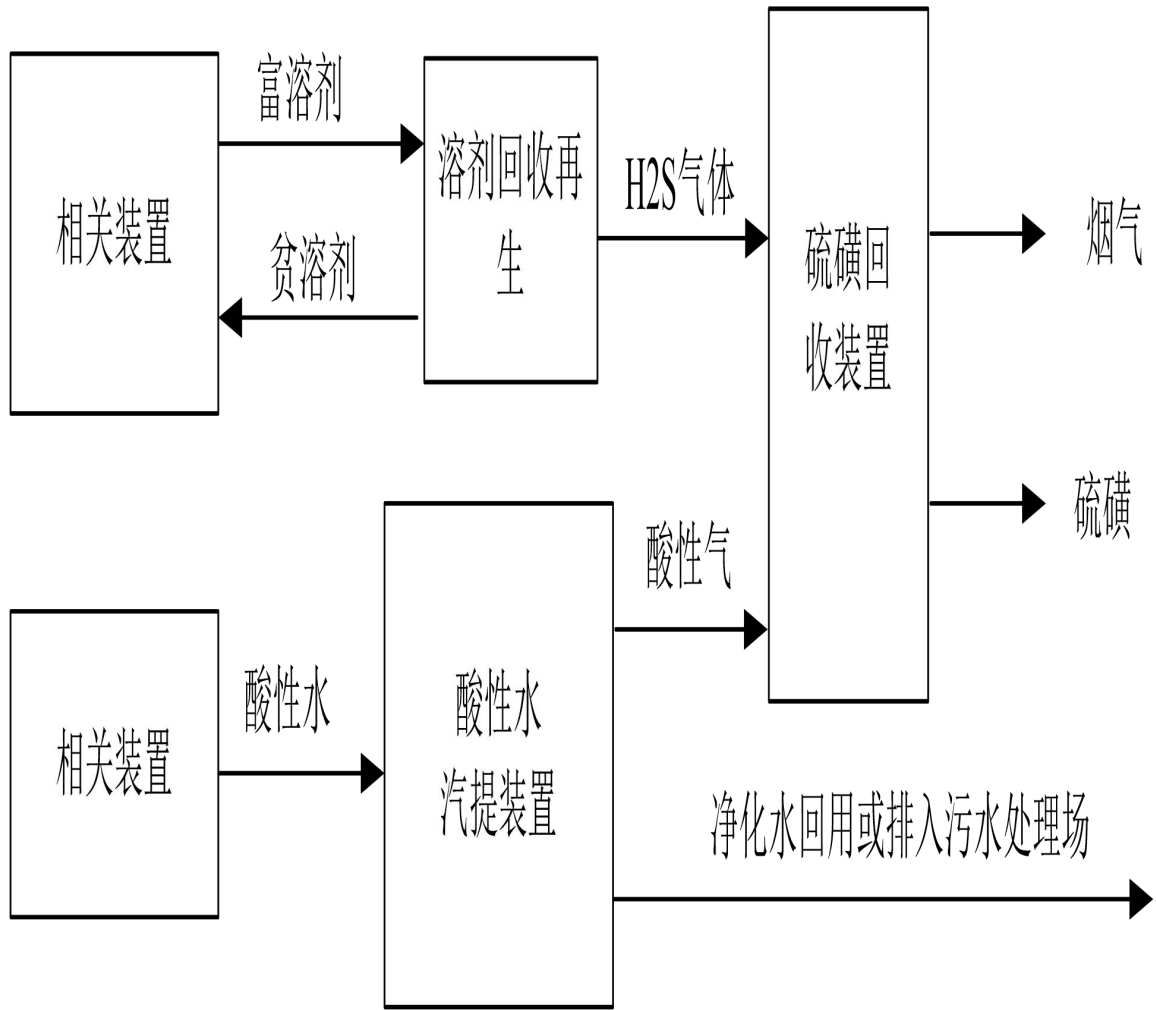 富溶剂
相关装置
贫溶剂
溶剂回收再
生
H2S气体
硫磺回
收装置
烟气
硫磺
相关装置
酸性水
酸性水
汽提装置
酸性气
净化水回用或排入污水处理场